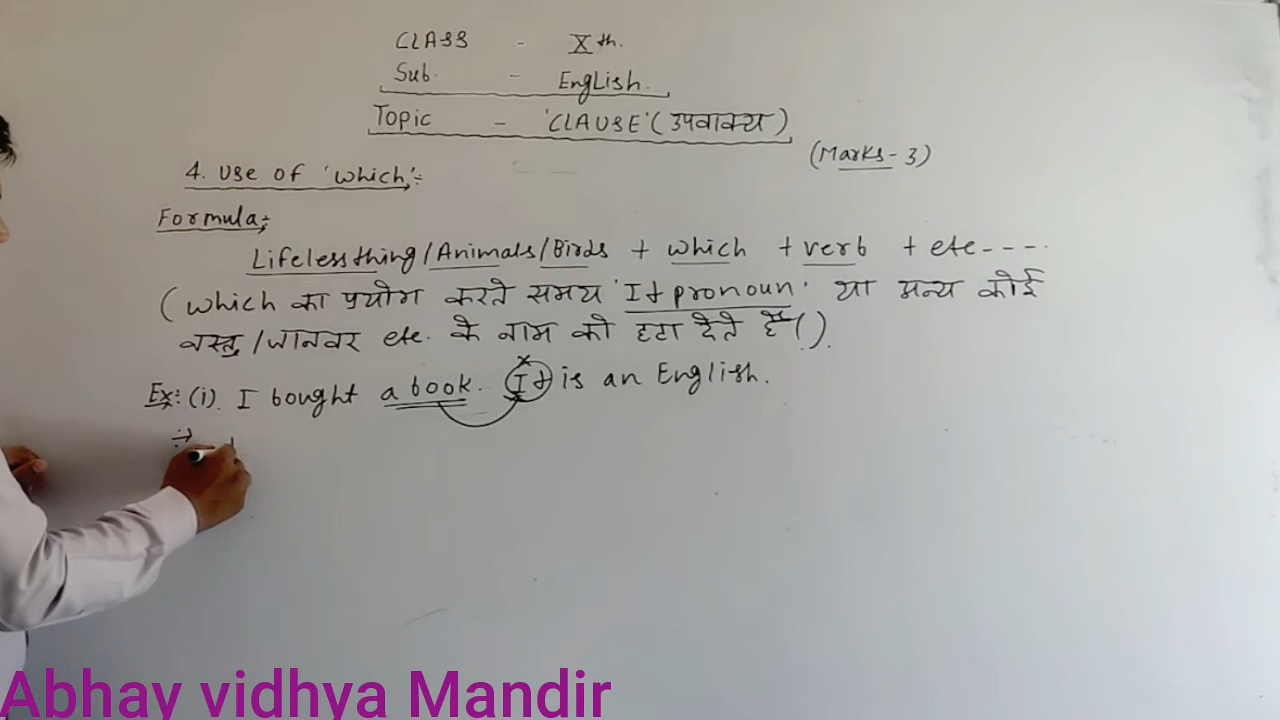 CLASS - Xth.
Sub. - English.
Topic - 'CLAUSE' (उपवाक्य)
(Marks-3)
4. Use of 'which':-
Formula:-
Lifelessthing/Animals/Birds + which + verb + etc----.
(which का प्रयोग करते समय 'It pronoun' या अन्य कोई
वस्तु/जानवर etc. के नाम को हटा देते हैं।).
Ex:- (i). I bought a book. It is an English.
Abhay vidhya Mandir